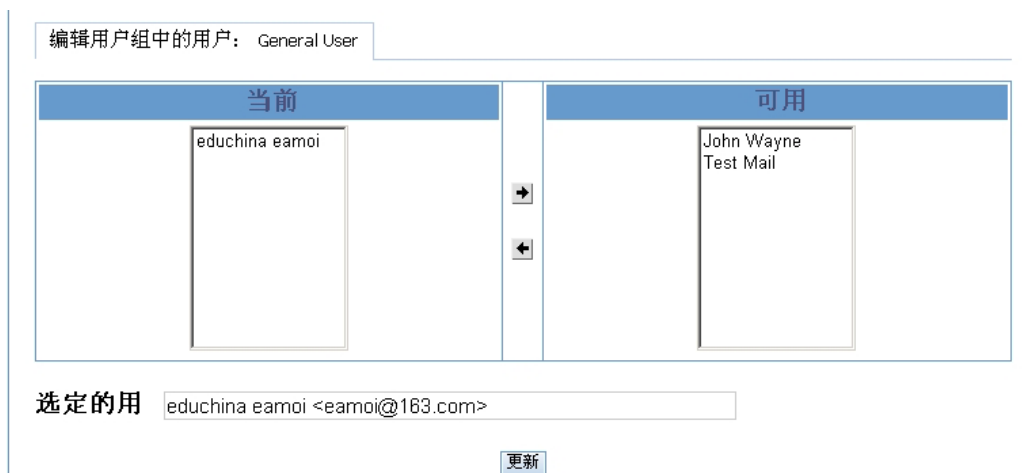 编辑用户组中的用户： General User
当前
可用
educhina eamoi
John Wayne
Test Mail
选定的用 educhina eamoi <eamoi@163.com>
更新